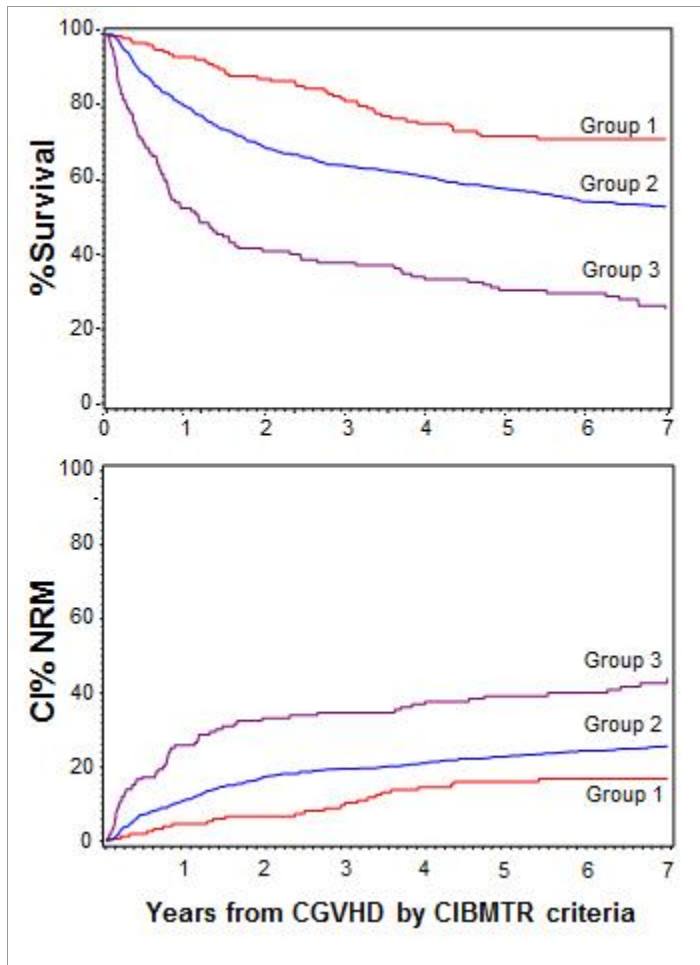 100
80
60
40
20
0
%Survival
Group 1
Group 2
Group 3
0 1 2 3 4 5 6 7
100
80
60
40
20
0
CI% NRM
Group 3
Group 2
Group 1
1 2 3 4 5 6 7
Years from CGVHD by CIBMTR criteria